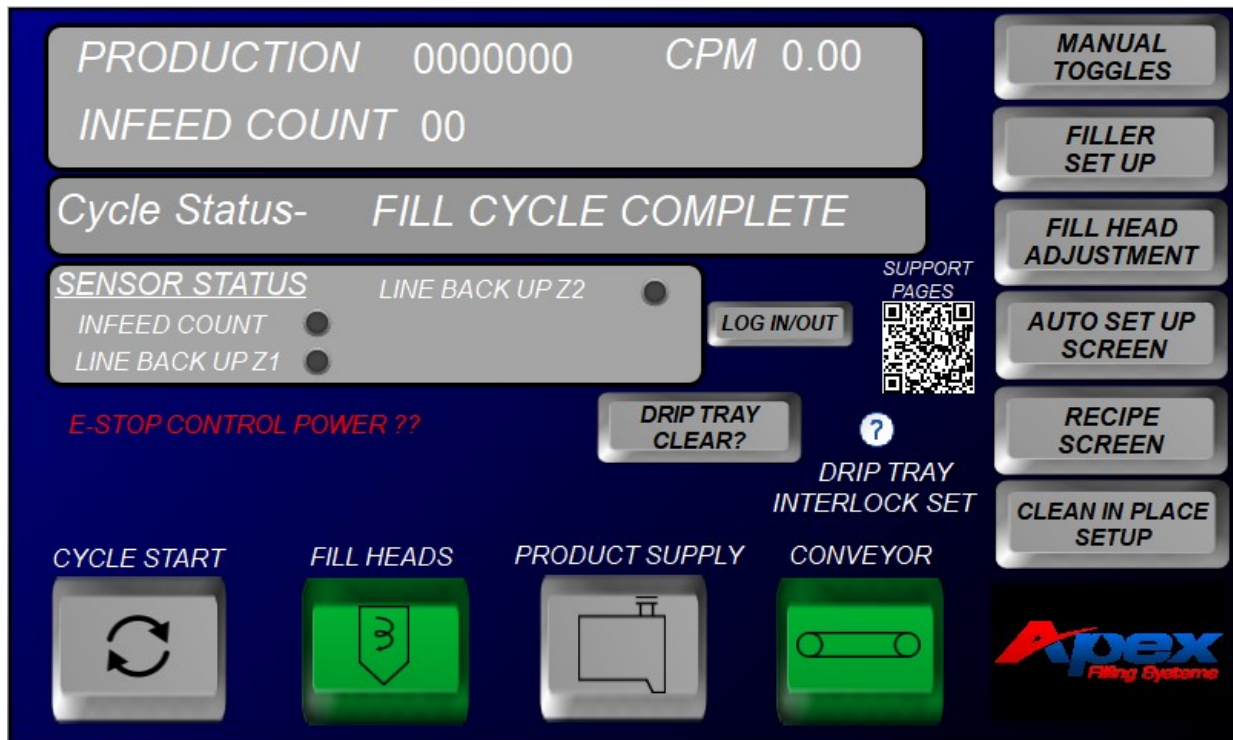 PRODUCTION 0000000 CPM 0.00
INFEED COUNT 00
Cycle Status- FILL CYCLE COMPLETE
SENSOR STATUS
LINE BACK UP Z2
INFEED COUNT
LINE BACK UP Z1
LOG IN/OUT
SUPPORT
PAGES
E-STOP CONTROL POWER ??
DRIP TRAY
CLEAR?
?
DRIP TRAY
INTERLOCK SET
CYCLE START
FILL HEADS
PRODUCT SUPPLY
CONVEYOR
MANUAL
TOGGLES
FILLER
SET UP
FILL HEAD
ADJUSTMENT
AUTO SET UP
SCREEN
RECIPE
SCREEN
CLEAN IN PLACE
SETUP
Apex
Filling Systems